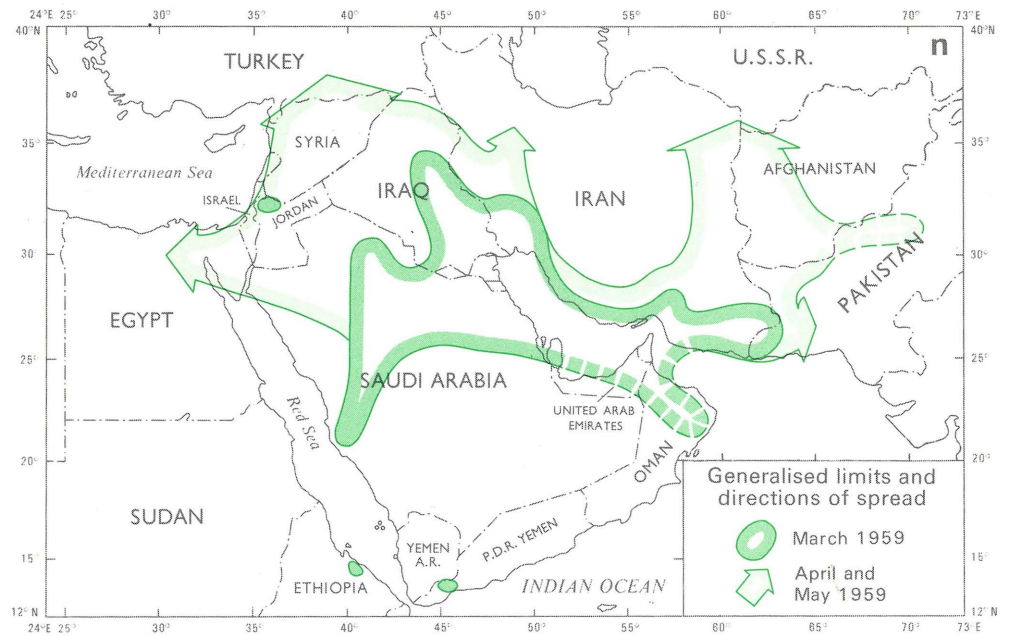 24°E 25° 30° 35° 40° 45° 50° 55° 60° 65° 70° 73°E
40°N 40°N
n
TURKEY
U.S.S.R.
35° 35°
SYRIA
Mediterranean Sea
AFGHANISTAN
IRAQ
IRAN
ISRAEL
JORDAN
30° 30°
PAKISTAN
EGYPT
25° 25°
SAUDI ARABIA
Red Sea
UNITED ARAB
EMIRATES
OMAN
20° 20°
Generalised limits and
directions of spread
SUDAN
March 1959
P.D.R. YEMEN
YEMEN
A.R.
15° 15°
April and
May 1959
ETHIOPIA
INDIAN OCEAN
12°N 12°N
24°E 25° 30° 35° 40° 45° 50° 55° 60° 65° 70° 73°E